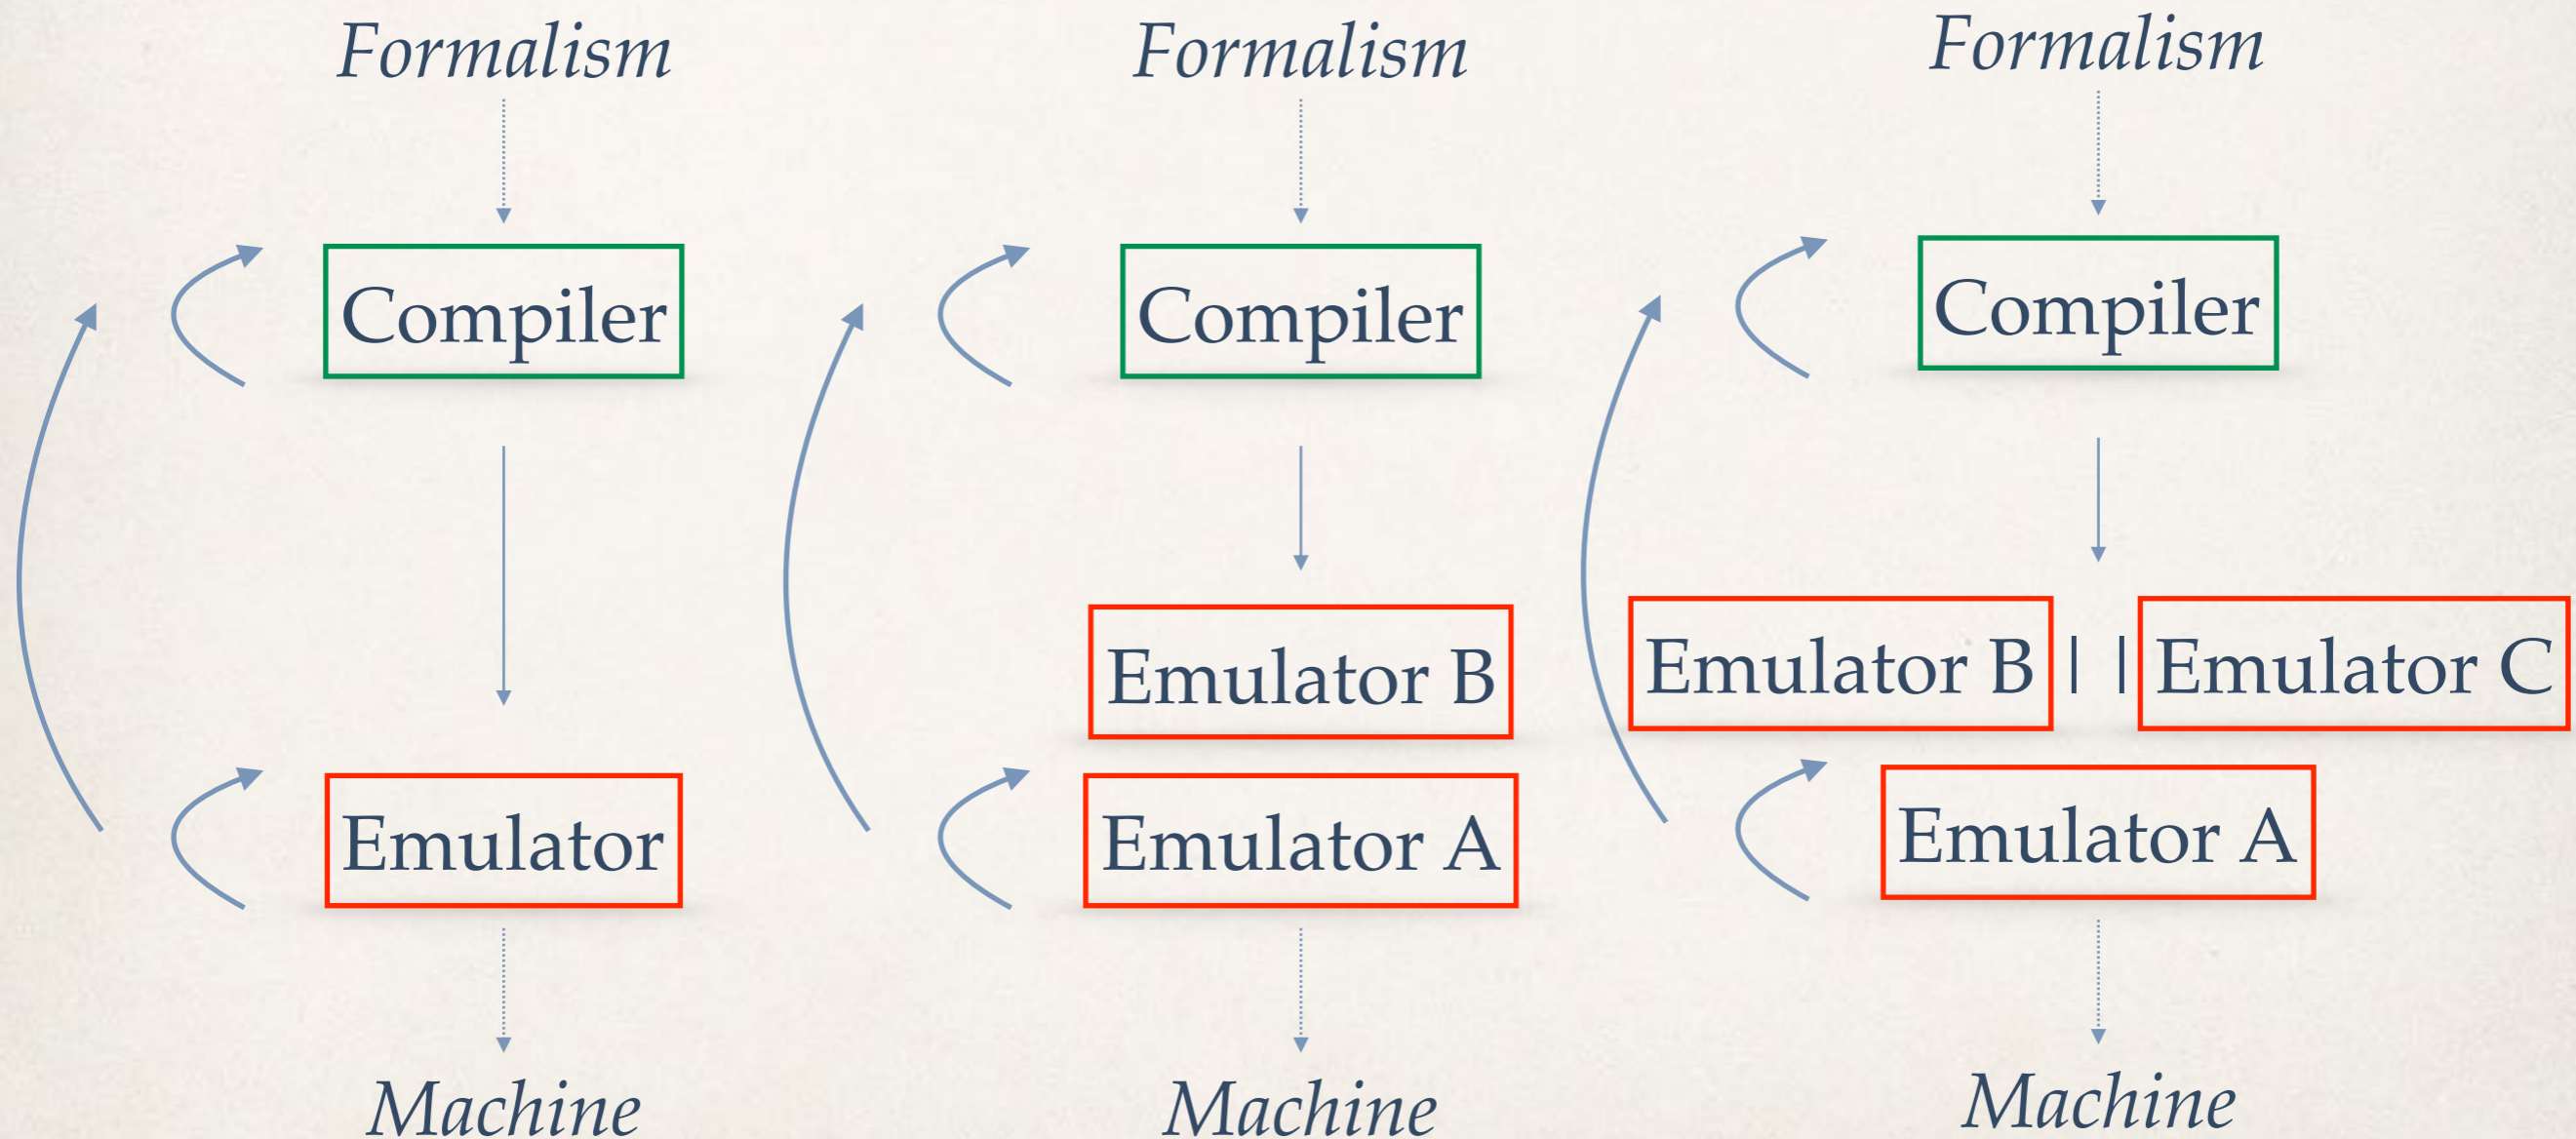 Formalism
Compiler
Emulator
Machine
Formalism
Compiler
Emulator B
Emulator A
Machine
Formalism
Compiler
Emulator B || Emulator C
Emulator A
Machine